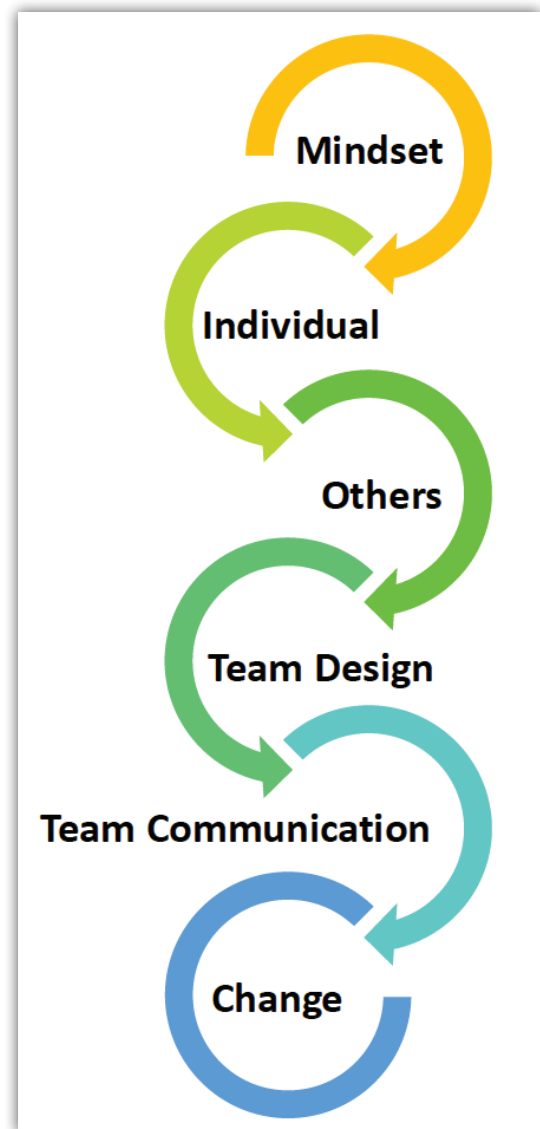 Mindset
Individual
Others
Team Design
Team Communication
Change